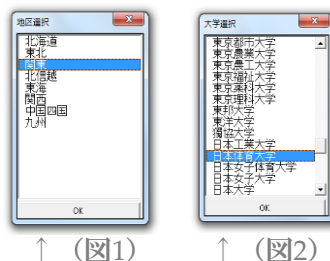 地区選択
北海道
東北
関東
北信越
東海
関西
中国四国
九州
OK
↑ （図1）
大学選択
東京都市大学
東京農業大学
東京農工大学
東京福祉大学
東京薬科大学
東京理科大学
東邦大学
東洋大学
獨協大学
日本工業大学
日本体育大学
日本女子体育大学
日本女子大学
日本大学
OK
↑ （図2）